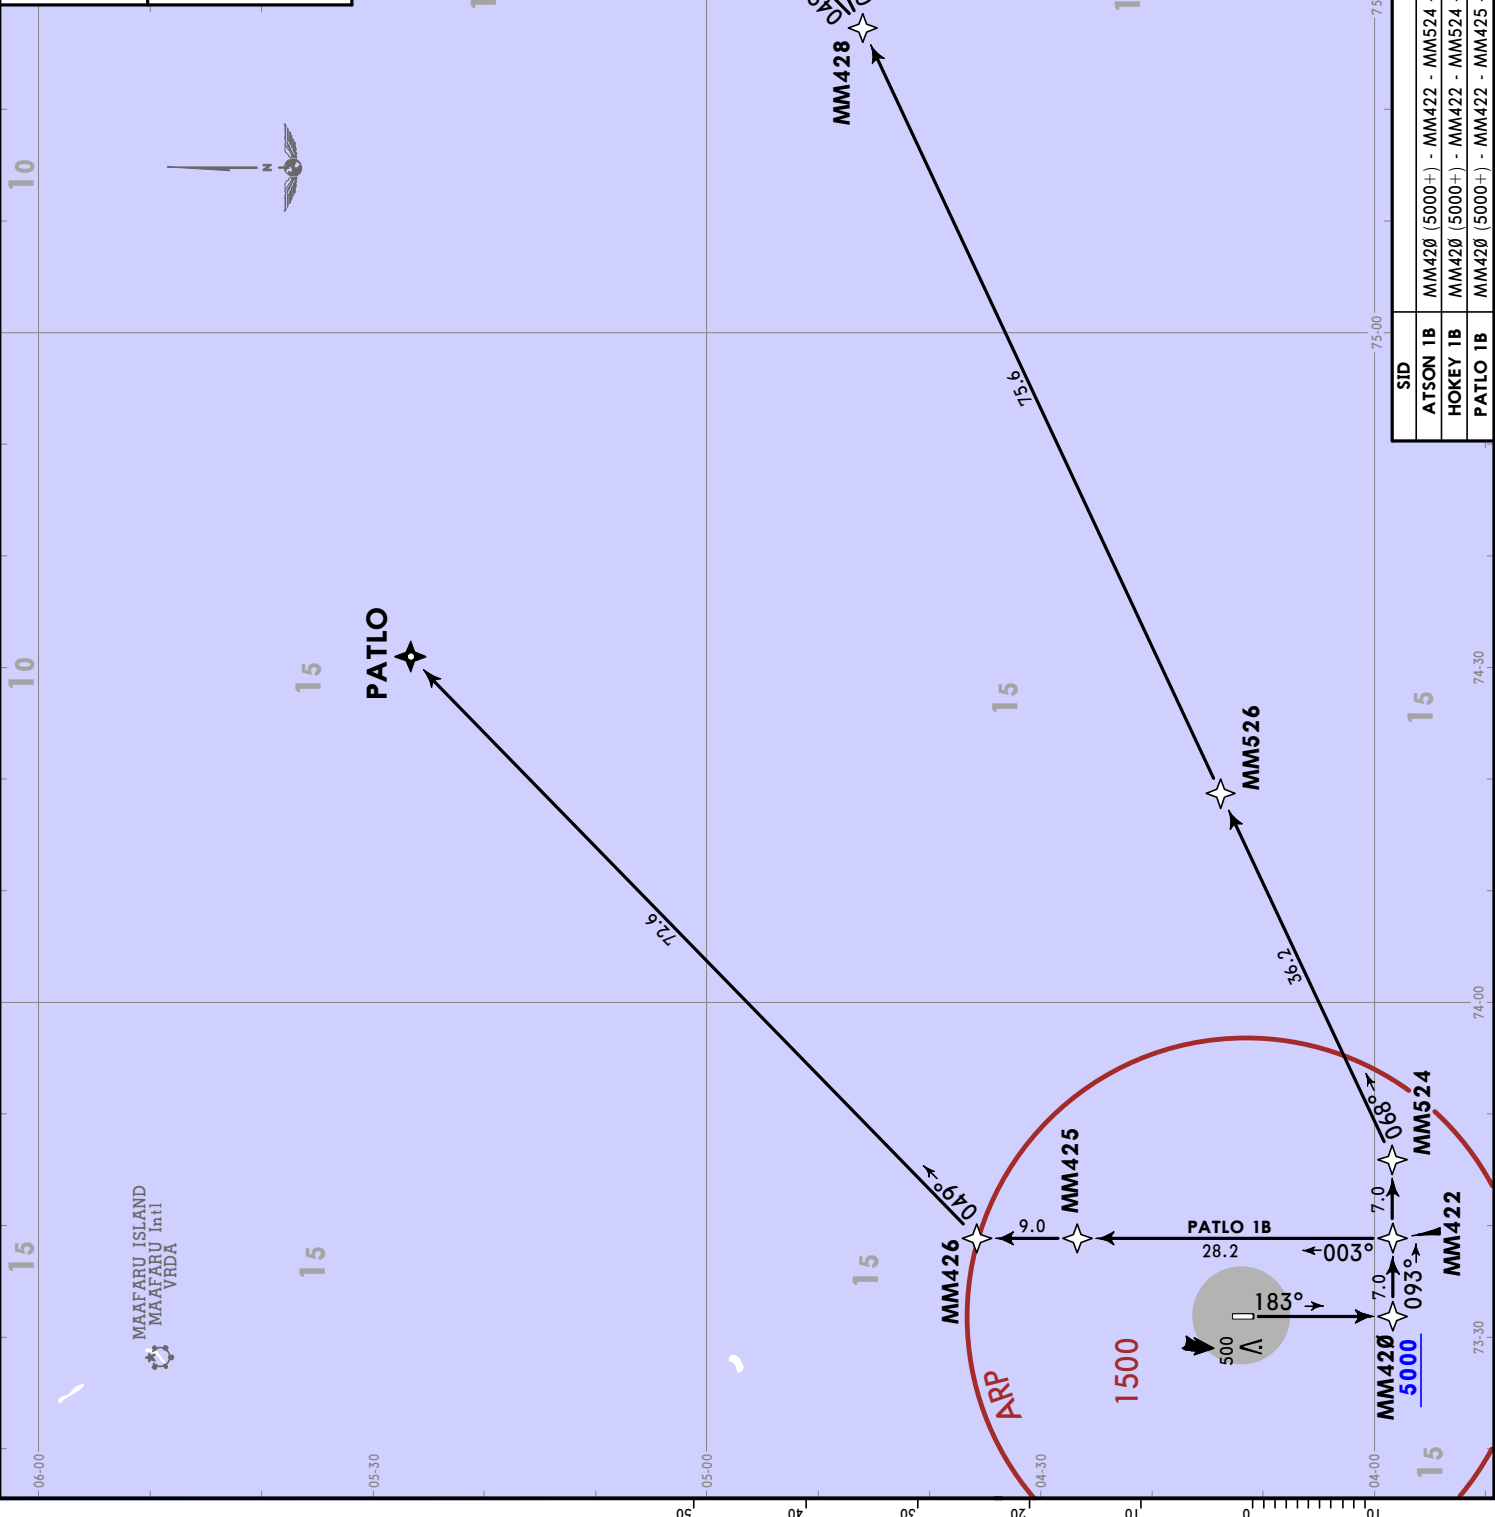 10
N
MM428
049°
75.6
75-00
PATLO
10
15
15
15
74-30
MM526
72.6
36.2
74-00
MAAFARU ISLAND
MAAFARU Intl
VRDA
15
15
15
049°
MM426
9.0
MM425
PATLO 1B
28.2
003°
068°
MM524
7.0
MM422
7.0
093°
183°
500
MM420
5000
1500
ARP
73-30
15
06-00
05-30
05-00
04-30
04-00
50
40
30
20
10
0
10
SID
ATSON 1B MM420 (5000+) - MM422 - MM524 -
HOKEY 1B MM420 (5000+) - MM422 - MM524 -
PATLO 1B MM420 (5000+) - MM422 - MM425 -